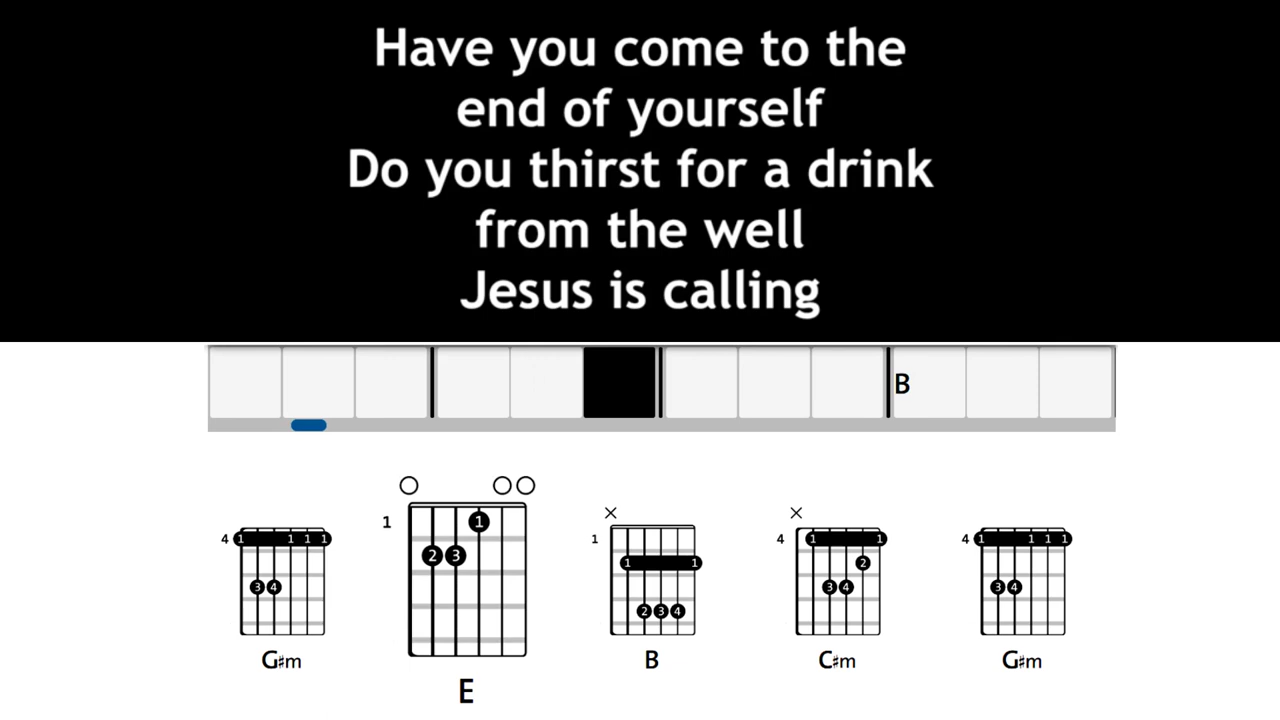 Have you come to the
end of yourself
Do you thirst for a drink
from the well
Jesus is calling
B
4 1 1 1 1
3 4
G♯m
1
1
2 3
E
×
1
1 1
2 3 4
B
×
4 1 1
2
3 4
C♯m
4 1 1 1 1
3 4
G♯m